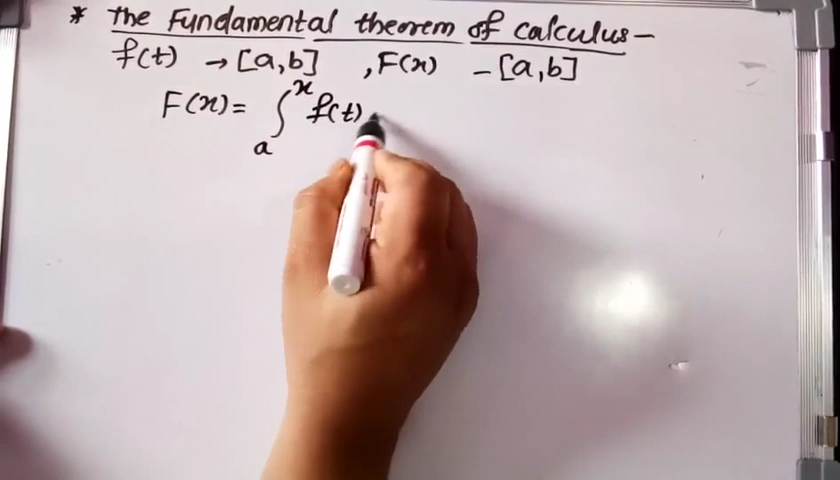 * The Fundamental theorem of calculus –
f(t) → [a,b] , F(x) – [a,b]
F(x) = ∫ₐˣ f(t)